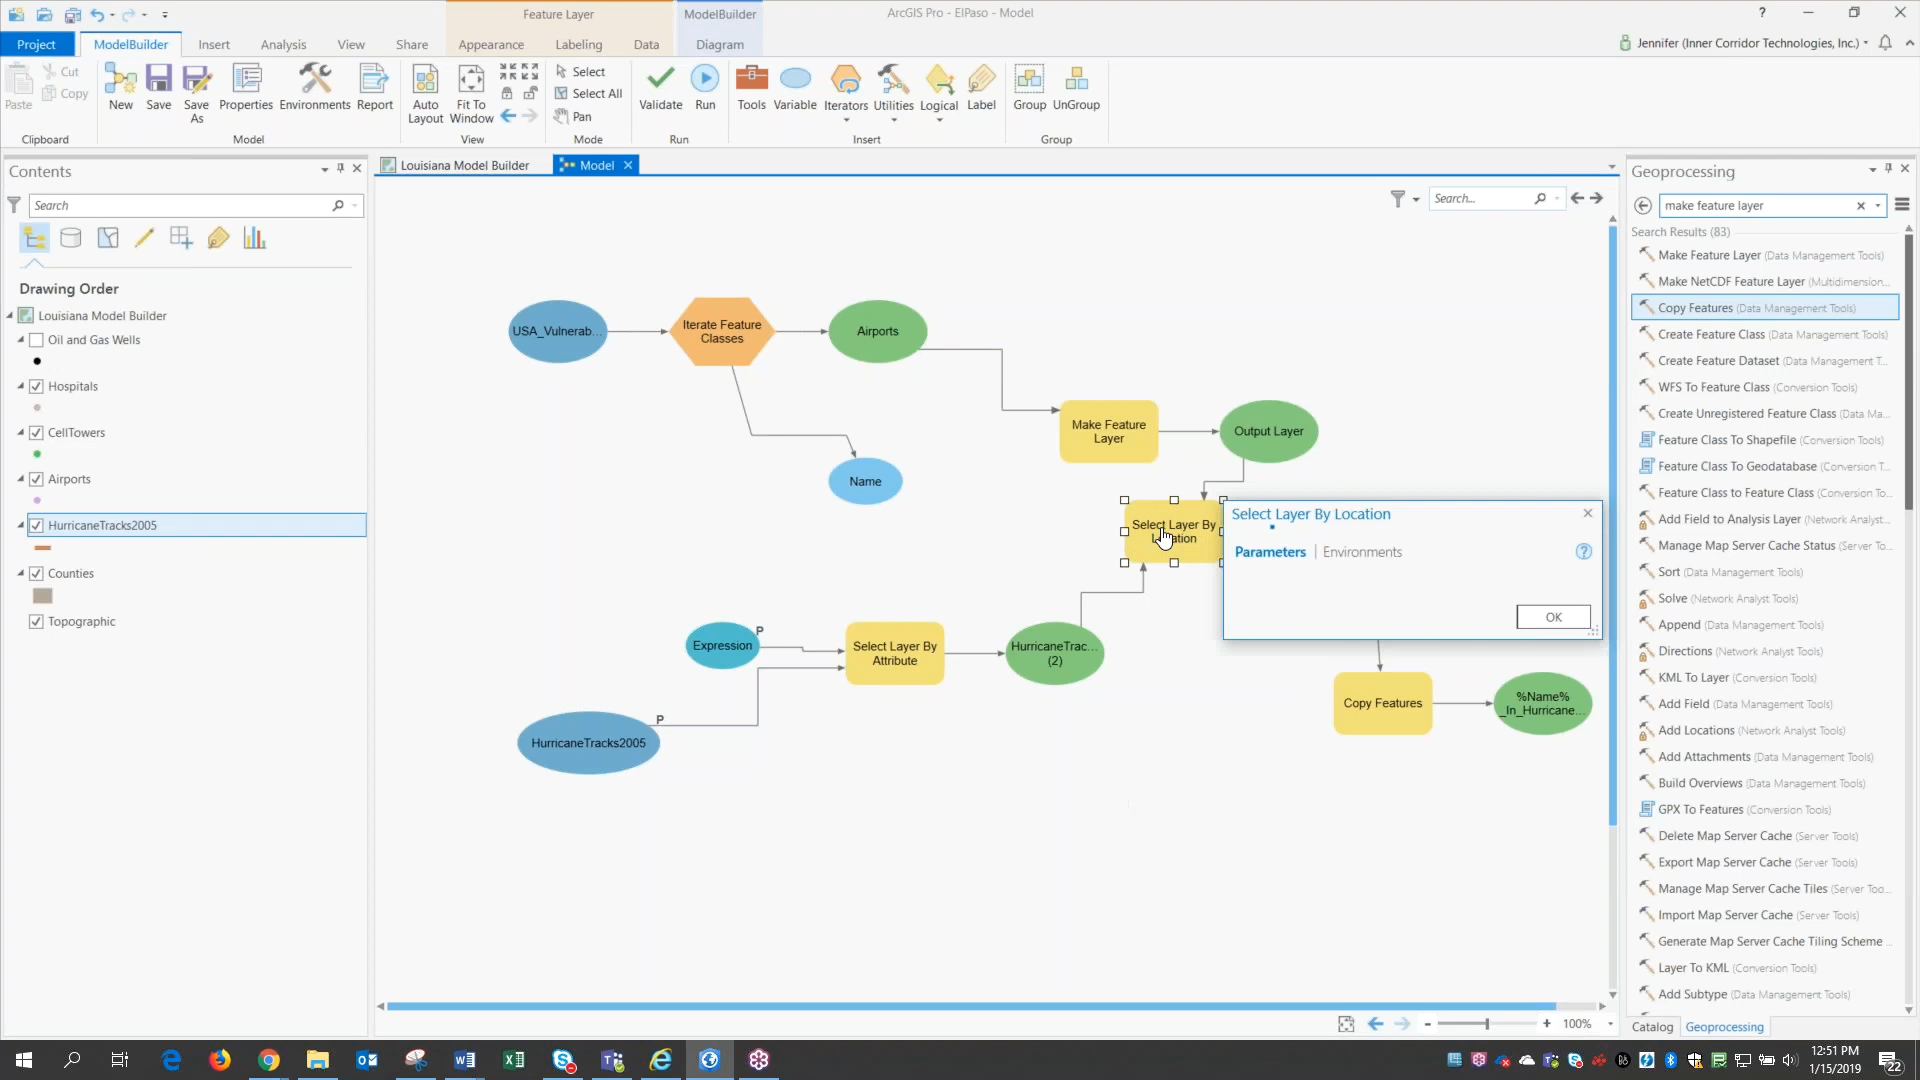 Feature Layer
ModelBuilder
ArcGIS Pro - ElPaso - Model
?
Project
ModelBuilder
Insert
Analysis
View
Share
Appearance
Labeling
Data
Diagram
Jennifer (Inner Corridor Technologies, Inc.)
Paste
Cut
Copy
Clipboard
New
Save
Save As
Properties
Environments
Report
Model
Auto Layout
Fit To Window
View
Select
Select All
Pan
Mode
Validate
Run
Run
Tools
Variable
Iterators
Utilities
Logical
Label
Insert
Group
UnGroup
Group
Contents
Search
Drawing Order
Louisiana Model Builder
Oil and Gas Wells
Hospitals
CellTowers
Airports
HurricaneTracks2005
Counties
Topographic
Louisiana Model Builder
Model
Search...
USA_Vulnerab...
Iterate Feature
Classes
Airports
Name
Make Feature
Layer
Output Layer
Select Layer By
Location
Expression
P
Select Layer By
Attribute
HurricaneTrac...
(2)
HurricaneTracks2005
P
Select Layer By Location
Parameters | Environments
?
OK
Copy Features
%Name%
_In_Hurricane...
100%
Geoprocessing
make feature layer
Search Results (83)
Make Feature Layer (Data Management Tools)
Make NetCDF Feature Layer (Multidimension...
Copy Features (Data Management Tools)
Create Feature Class (Data Management Tools)
Create Feature Dataset (Data Management T...
WFS To Feature Class (Conversion Tools)
Create Unregistered Feature Class (Data Ma...
Feature Class To Shapefile (Conversion Tools)
Feature Class To Geodatabase (Conversion T...
Feature Class to Feature Class (Conversion To...
Add Field to Analysis Layer (Network Analyst...
Manage Map Server Cache Status (Server To...
Sort (Data Management Tools)
Solve (Network Analyst Tools)
Append (Data Management Tools)
Directions (Network Analyst Tools)
KML To Layer (Conversion Tools)
Add Field (Data Management Tools)
Add Locations (Network Analyst Tools)
Add Attachments (Data Management Tools)
Build Overviews (Data Management Tools)
GPX To Features (Conversion Tools)
Delete Map Server Cache (Server Tools)
Export Map Server Cache (Server Tools)
Manage Map Server Cache Tiles (Server Too...
Import Map Server Cache (Server Tools)
Generate Map Server Cache Tiling Scheme ...
Layer To KML (Conversion Tools)
Add Subtype (Data Management Tools)
Catalog
Geoprocessing
12:51 PM
1/15/2019
22